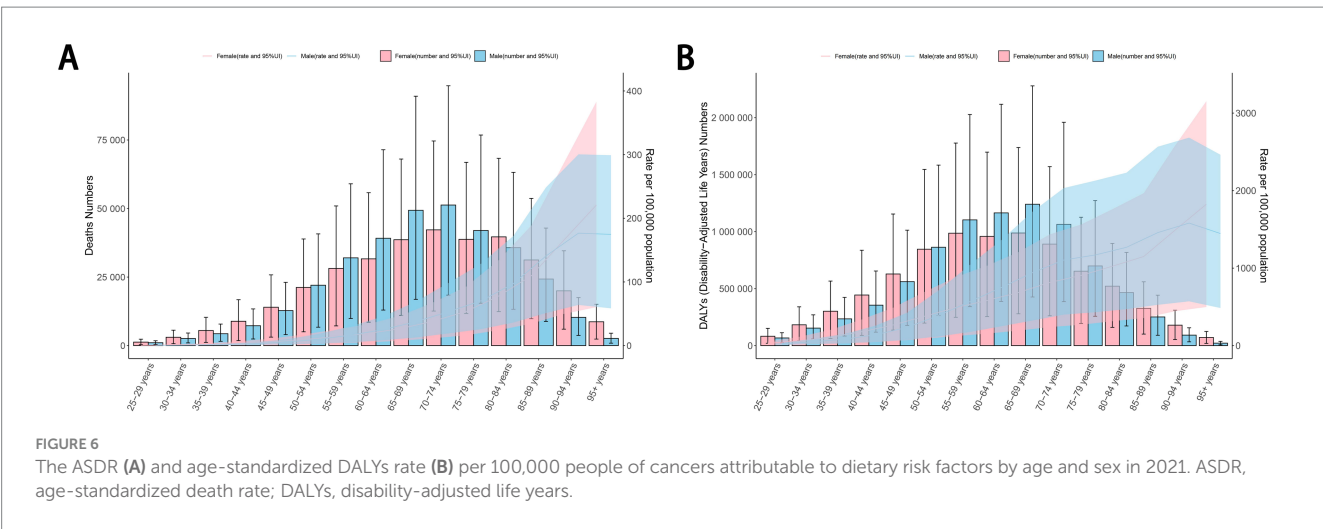 A
Female(rate and 95%UI) Male(rate and 95%UI) Female(number and 95%UI) Male(number and 95%UI)
Deaths Numbers
75 000
50 000
25 000
0
400
300
200
100
0
Rate per 100,000 population
25−29 years
30−34 years
35−39 years
40−44 years
45−49 years
50−54 years
55−59 years
60−64 years
65−69 years
70−74 years
75−79 years
80−84 years
85−89 years
90−94 years
95+ years
B
Female(rate and 95%UI) Male(rate and 95%UI) Female(number and 95%UI) Male(number and 95%UI)
DALYs (Disability−Adjusted Life Years) Numbers
2 000 000
1 500 000
1 000 000
500 000
0
3000
2000
1000
0
Rate per 100,000 population
25−29 years
30−34 years
35−39 years
40−44 years
45−49 years
50−54 years
55−59 years
60−64 years
65−69 years
70−74 years
75−79 years
80−84 years
85−89 years
90−94 years
95+ years
FIGURE 6
The ASDR (A) and age-standardized DALYs rate (B) per 100,000 people of cancers attributable to dietary risk factors by age and sex in 2021. ASDR,
age-standardized death rate; DALYs, disability-adjusted life years.